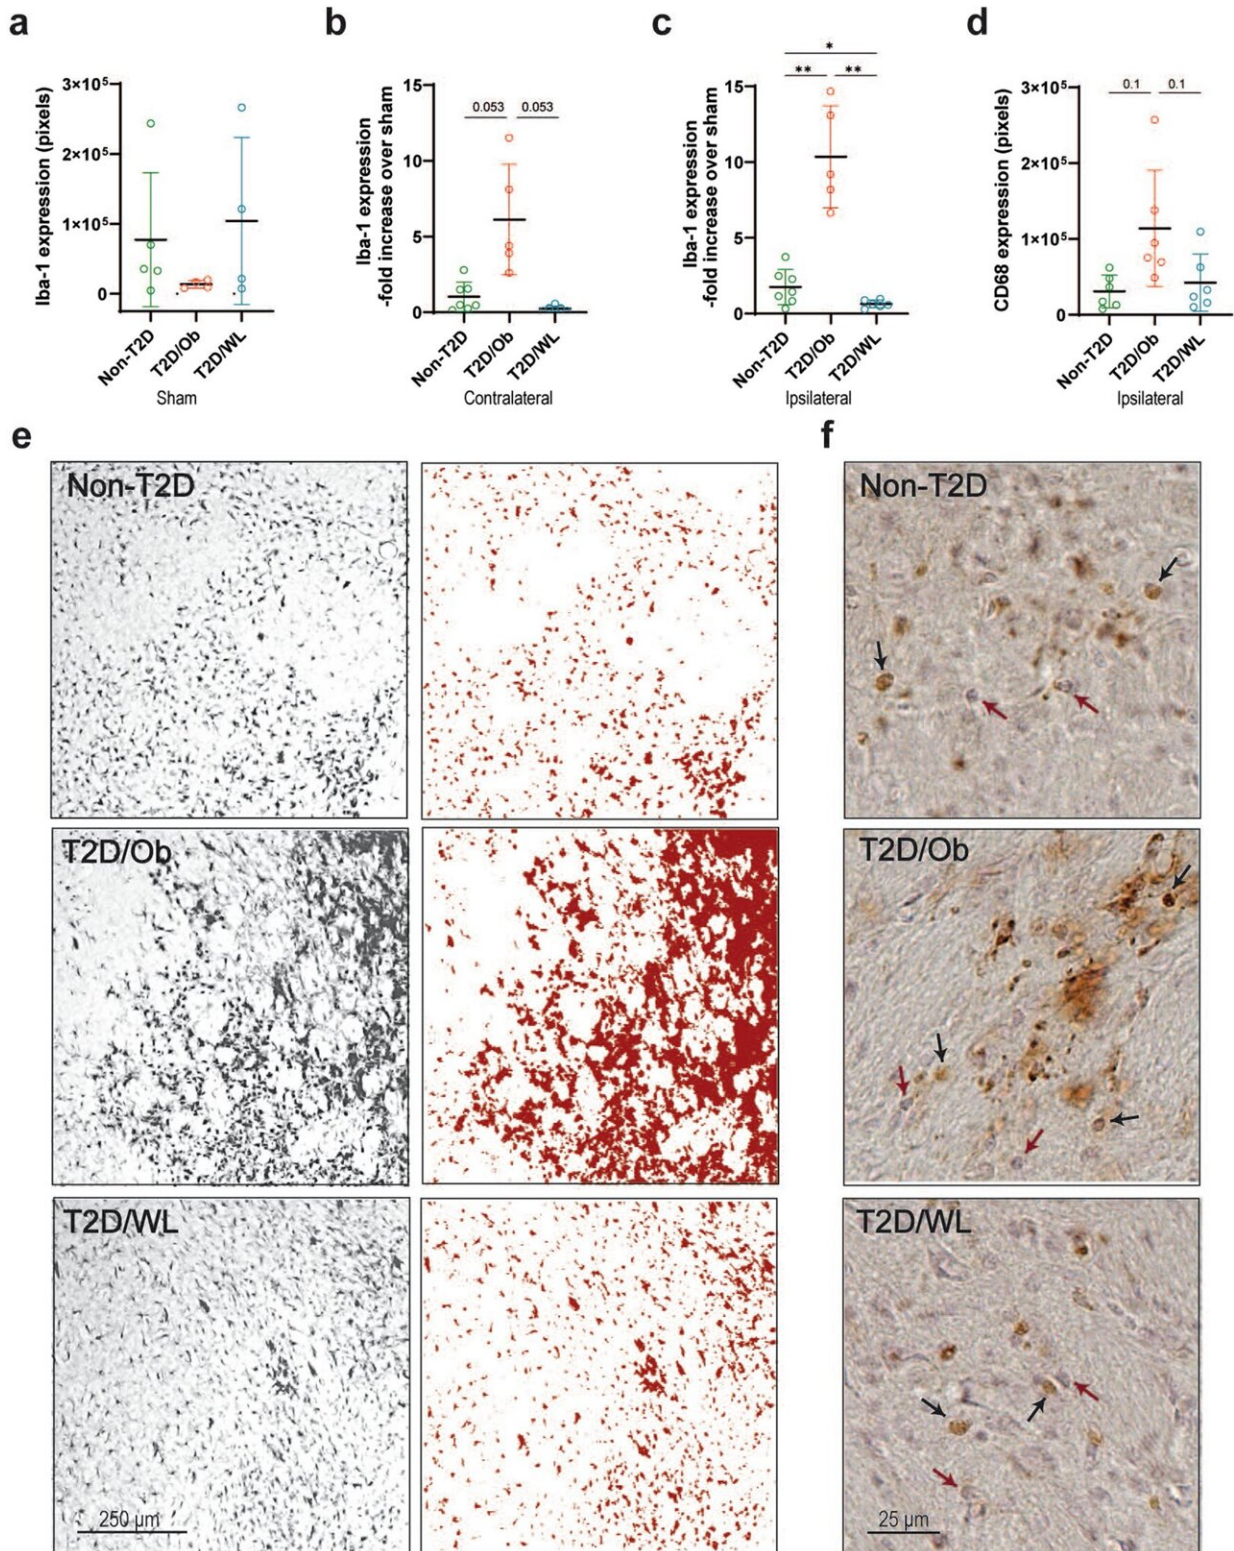 a
Iba-1 expression (pixels)
3×10⁵
2×10⁵
1×10⁵
0
Non-T2D
T2D/Ob
T2D/WL
Sham
b
Iba-1 expression
-fold increase over sham
15
10
5
0
0.053
0.053
Non-T2D
T2D/Ob
T2D/WL
Contralateral
c
Iba-1 expression
-fold increase over sham
15
10
5
0
*
**
**
Non-T2D
T2D/Ob
T2D/WL
Ipsilateral
d
CD68 expression (pixels)
3×10⁵
2×10⁵
1×10⁵
0
0.1
0.1
Non-T2D
T2D/Ob
T2D/WL
Ipsilateral
e
Non-T2D
T2D/Ob
T2D/WL
250 µm
f
Non-T2D
T2D/Ob
T2D/WL
25 µm